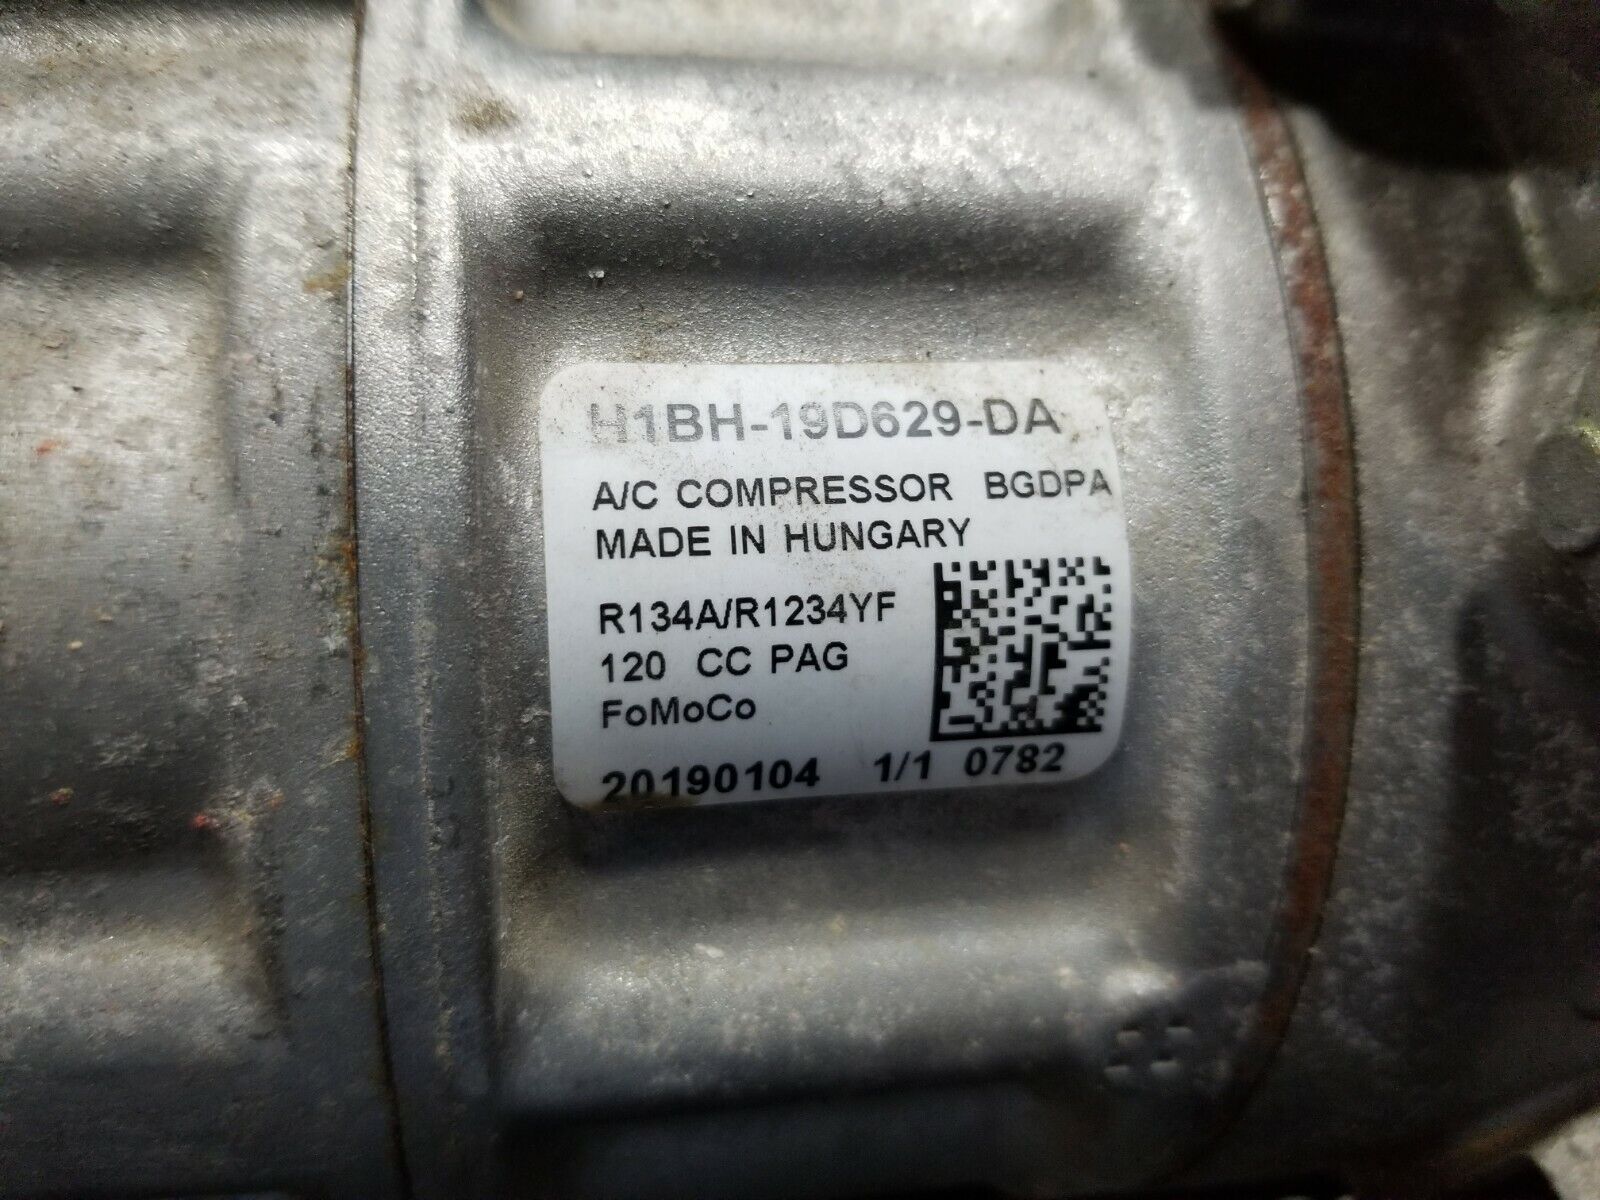 H1BH-19D629-DA
A/C COMPRESSOR BGDPA
MADE IN HUNGARY
R134A/R1234YF
120 CC PAG
FoMoCo
20190104 1/1 0782